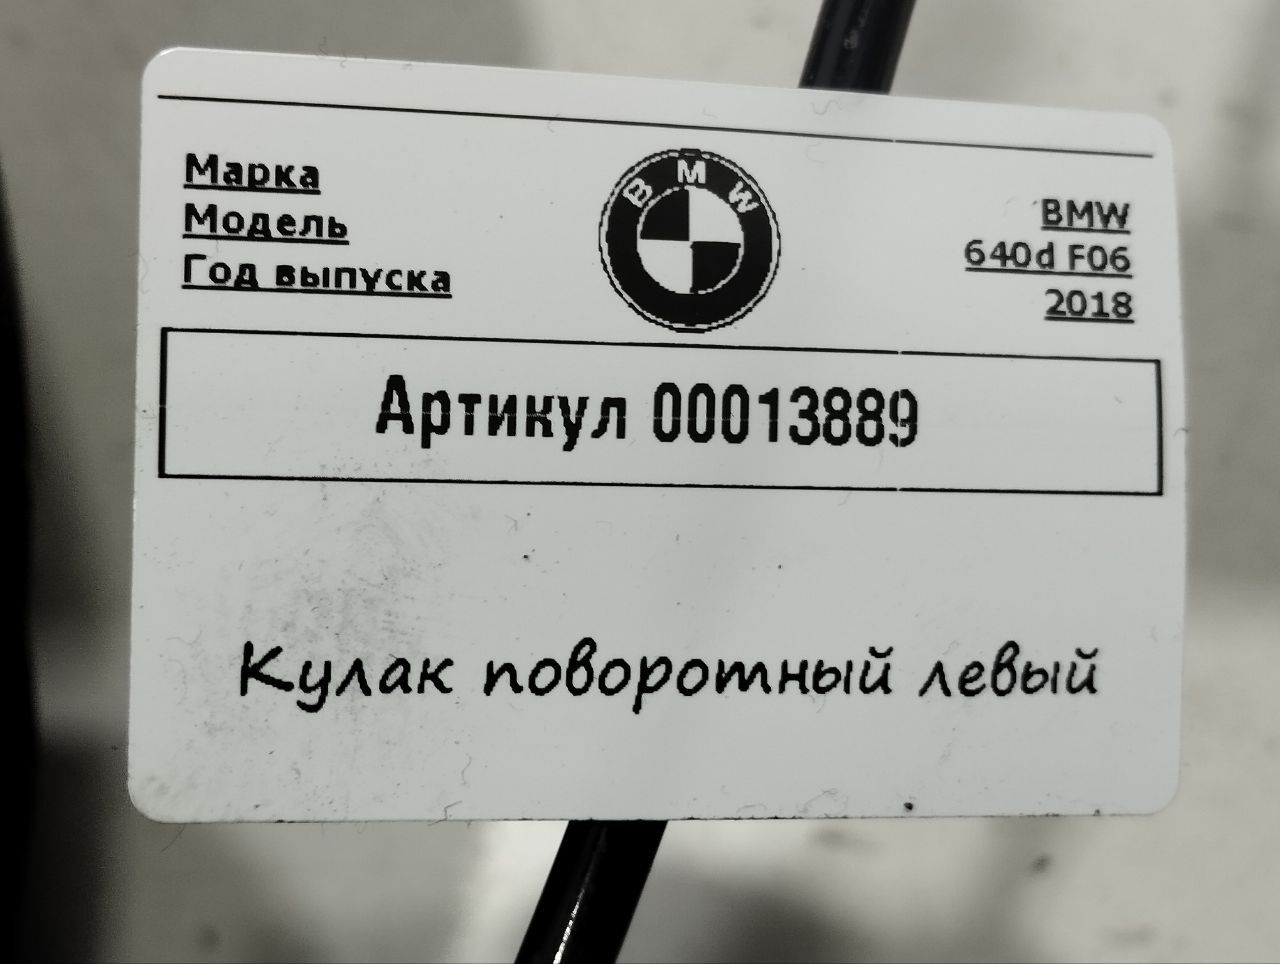 Марка
Модель
Год выпуска
BMW
BMW
640d F06
2018
Артикул 00013889
Кулак поворотный левый